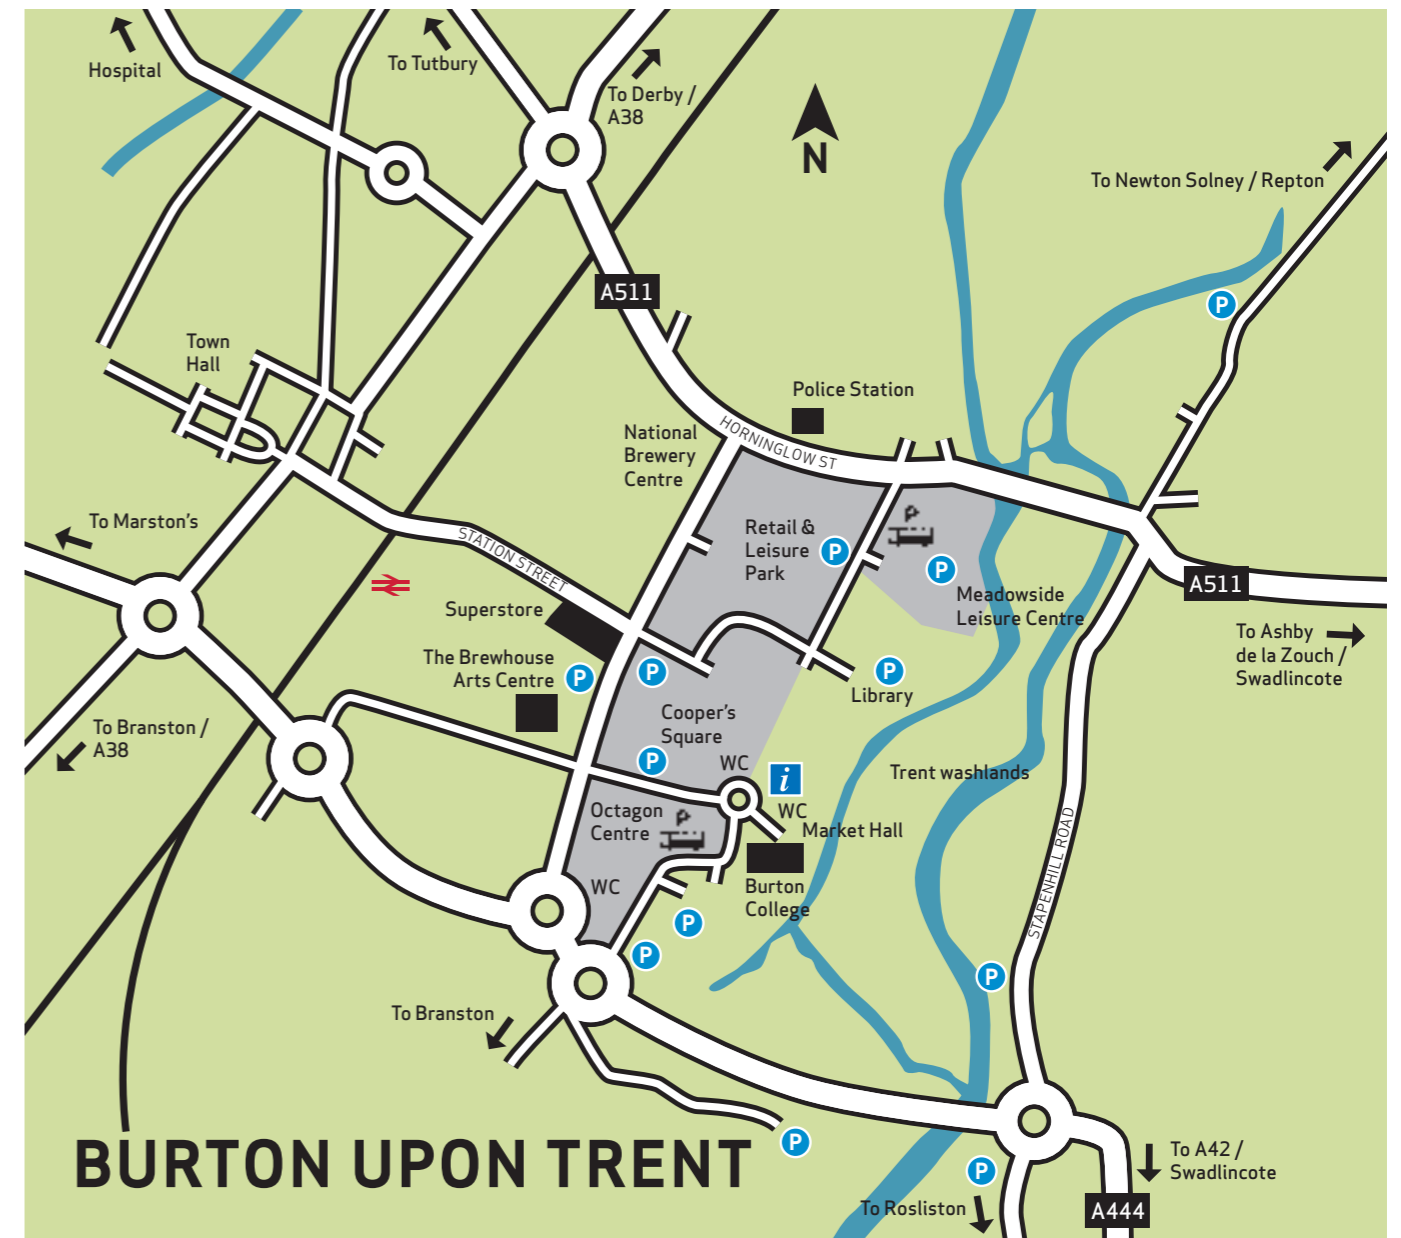 Hospital
To Tutbury
To Derby /
A38
N
To Newton Solney / Repton
P
A511
Town
Hall
Police Station
National
Brewery
Centre
HORNINGLOW ST
To Marston's
STATION STREET
Retail &
Leisure
Park
P
P
P
Meadowside
Leisure Centre
A511
To Ashby
de la Zouch /
Swadlincote
Superstore
The Brewhouse
Arts Centre
P
P
P
Library
Cooper's
Square
P
WC
i
WC
To Branston /
A38
Trent washlands
Octagon
Centre
P
Market Hall
WC
Burton
College
STAPENHILL ROAD
P
P
P
To Branston
BURTON UPON TRENT
P
P
To A42 /
Swadlincote
To Rosliston
A444